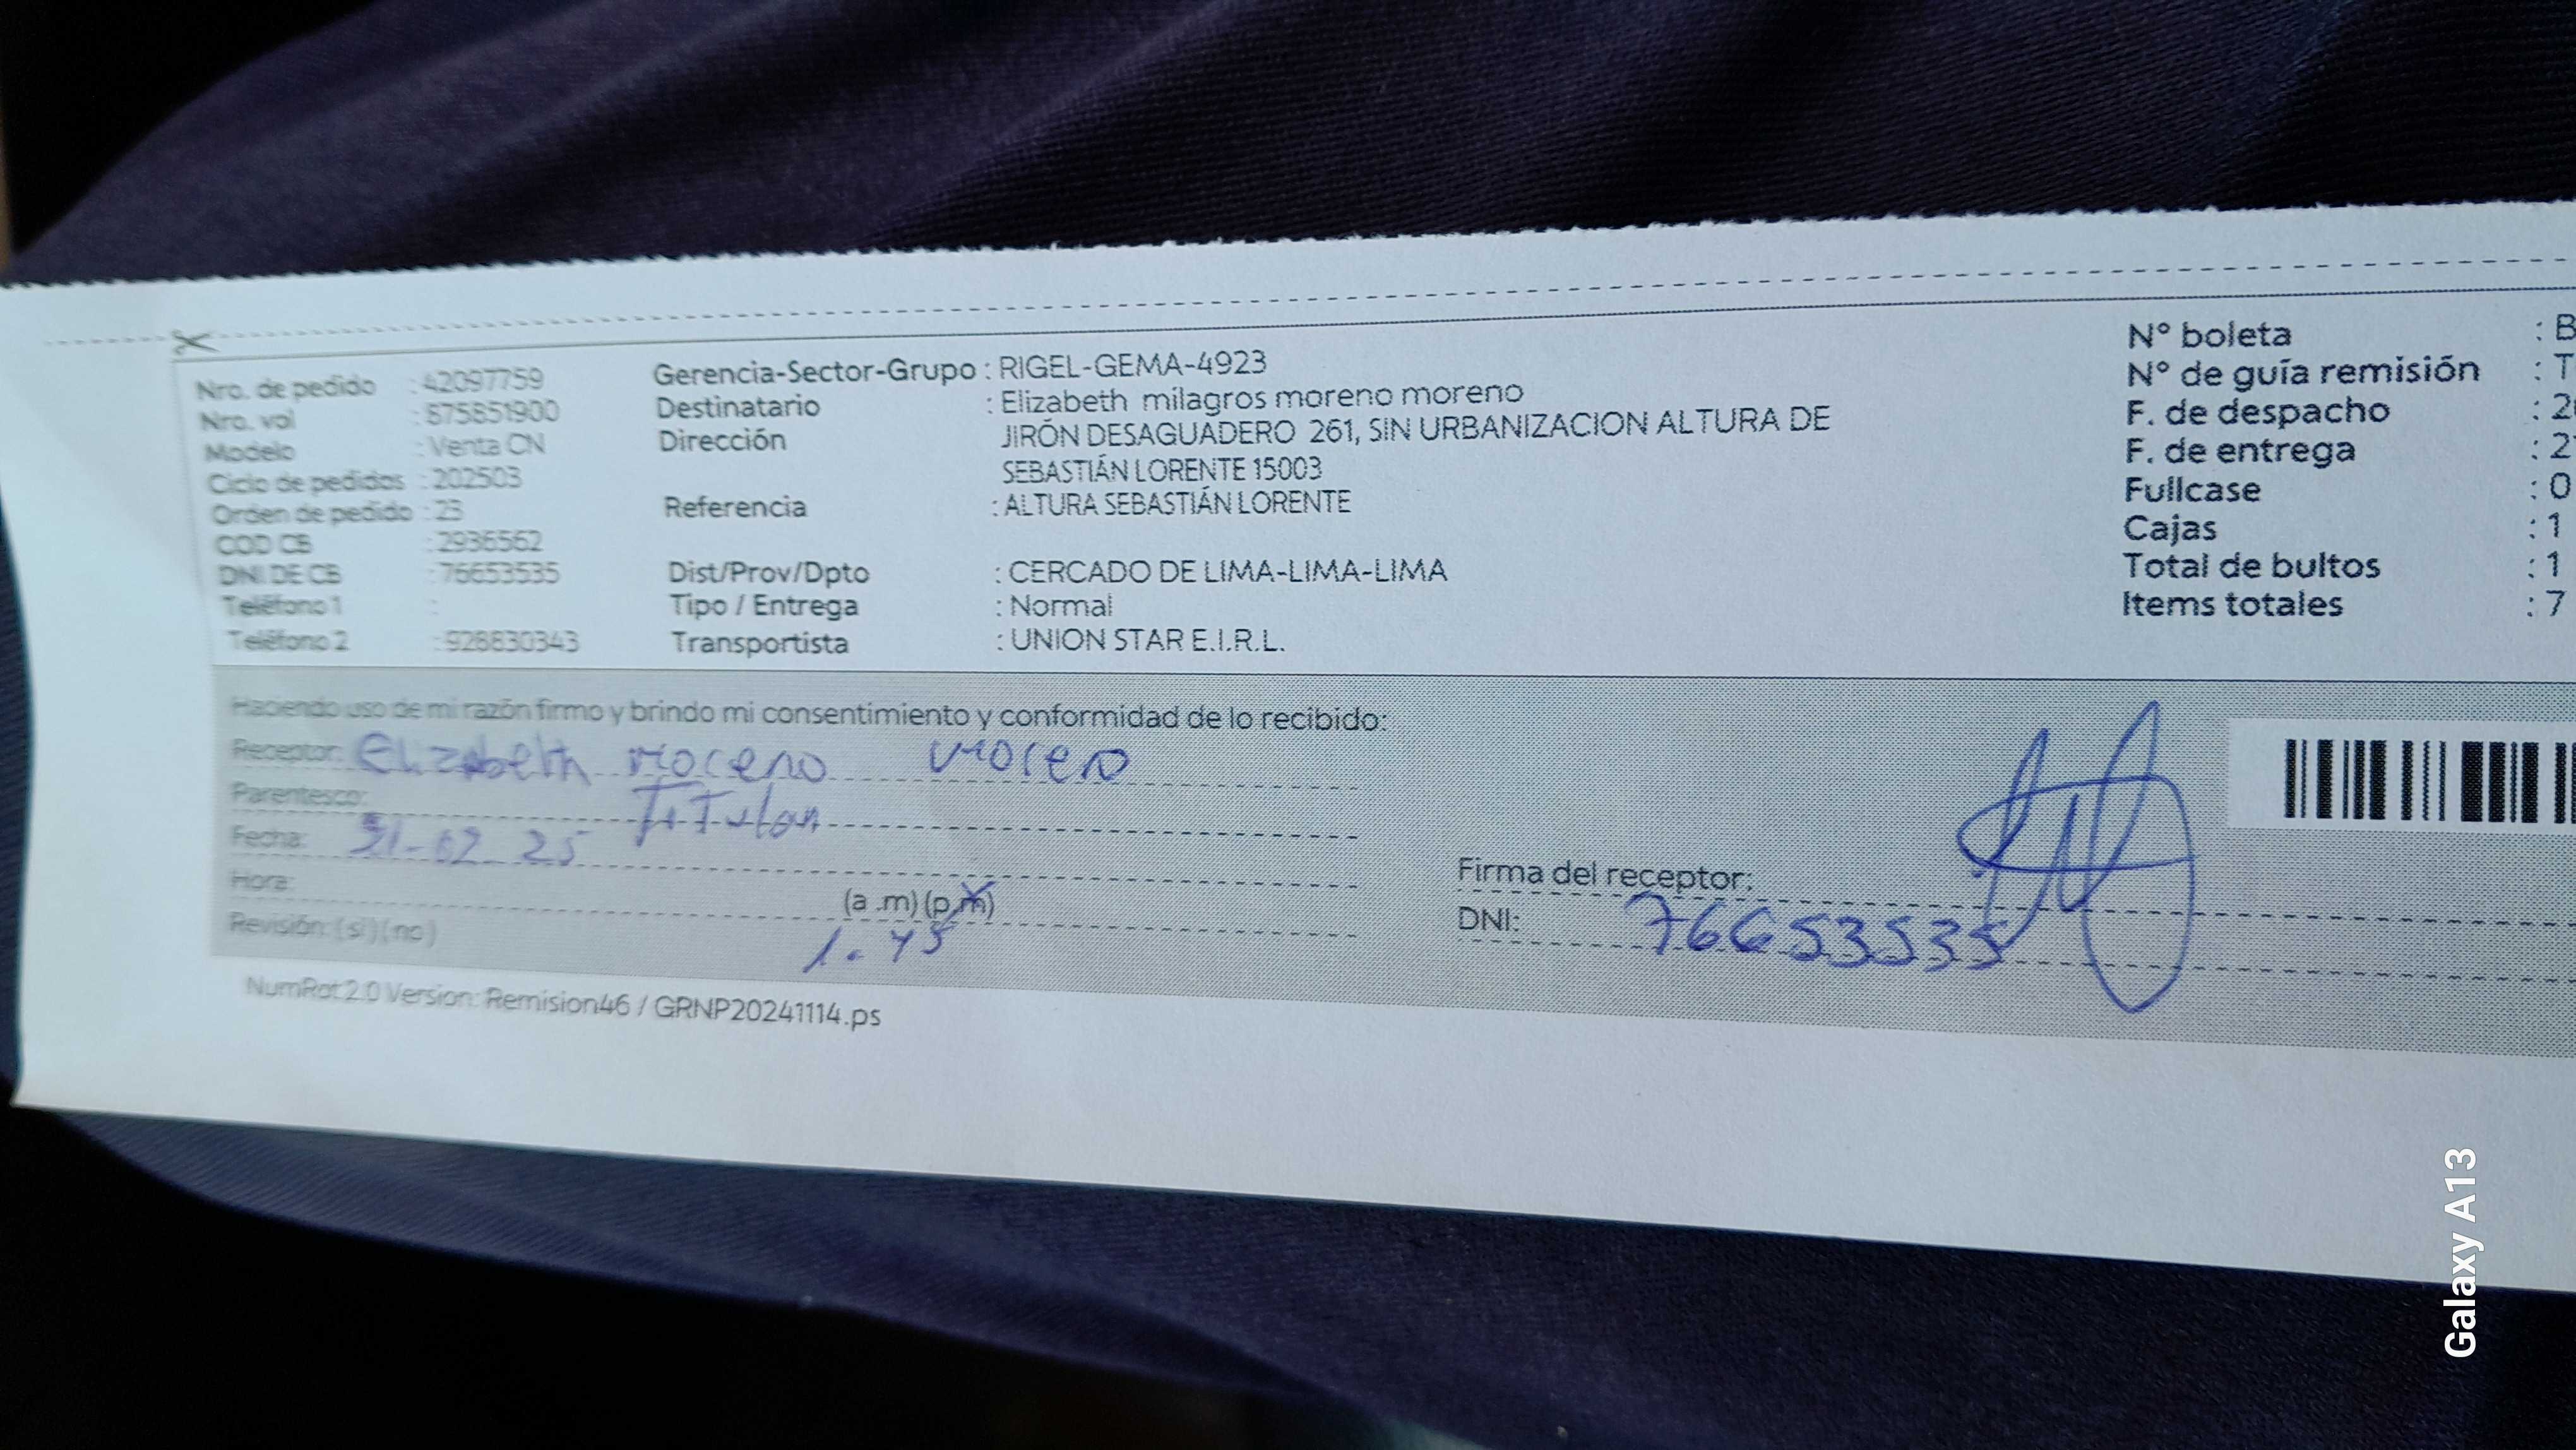 Nro. de pedido : 42097759
Nro. val : 875851900
Modelo : Venta CN
Ciclo de pedidos : 202503
Orden de pedido : 23
COD CB : 2936562
DNI DE CB : 76653535
Teléfono 1 :
Teléfono 2 : 928830343
Gerencia-Sector-Grupo : RIGEL-GEMA-4923
Destinatario : Elizabeth milagros moreno moreno
Dirección JIRÓN DESAGUADERO 261, SIN URBANIZACION ALTURA DE
SEBASTIÁN LORENTE 15003
Referencia : ALTURA SEBASTIÁN LORENTE
Dist/Prov/Dpto : CERCADO DE LIMA-LIMA-LIMA
Tipo / Entrega : Normal
Transportista : UNION STAR E.I.R.L.
N° boleta : B
N° de guía remisión : T
F. de despacho : 2
F. de entrega : 2
Fullcase : 0
Cajas : 1
Total de bultos : 1
Items totales : 7
Haciendo uso de mi razón firmo y brindo mi consentimiento y conformidad de lo recibido:
Receptor: Elizabeth Moreno Moreno
Parentesco: Titular
Fecha: 21-02-25
Hora: (a .m) (p.m)
1.45
Revisión: (si) (no)
Firma del receptor:
DNI: 76653535
NumRot 2.0 Version: Remision46 / GRNP20241114.ps
Galaxy A13